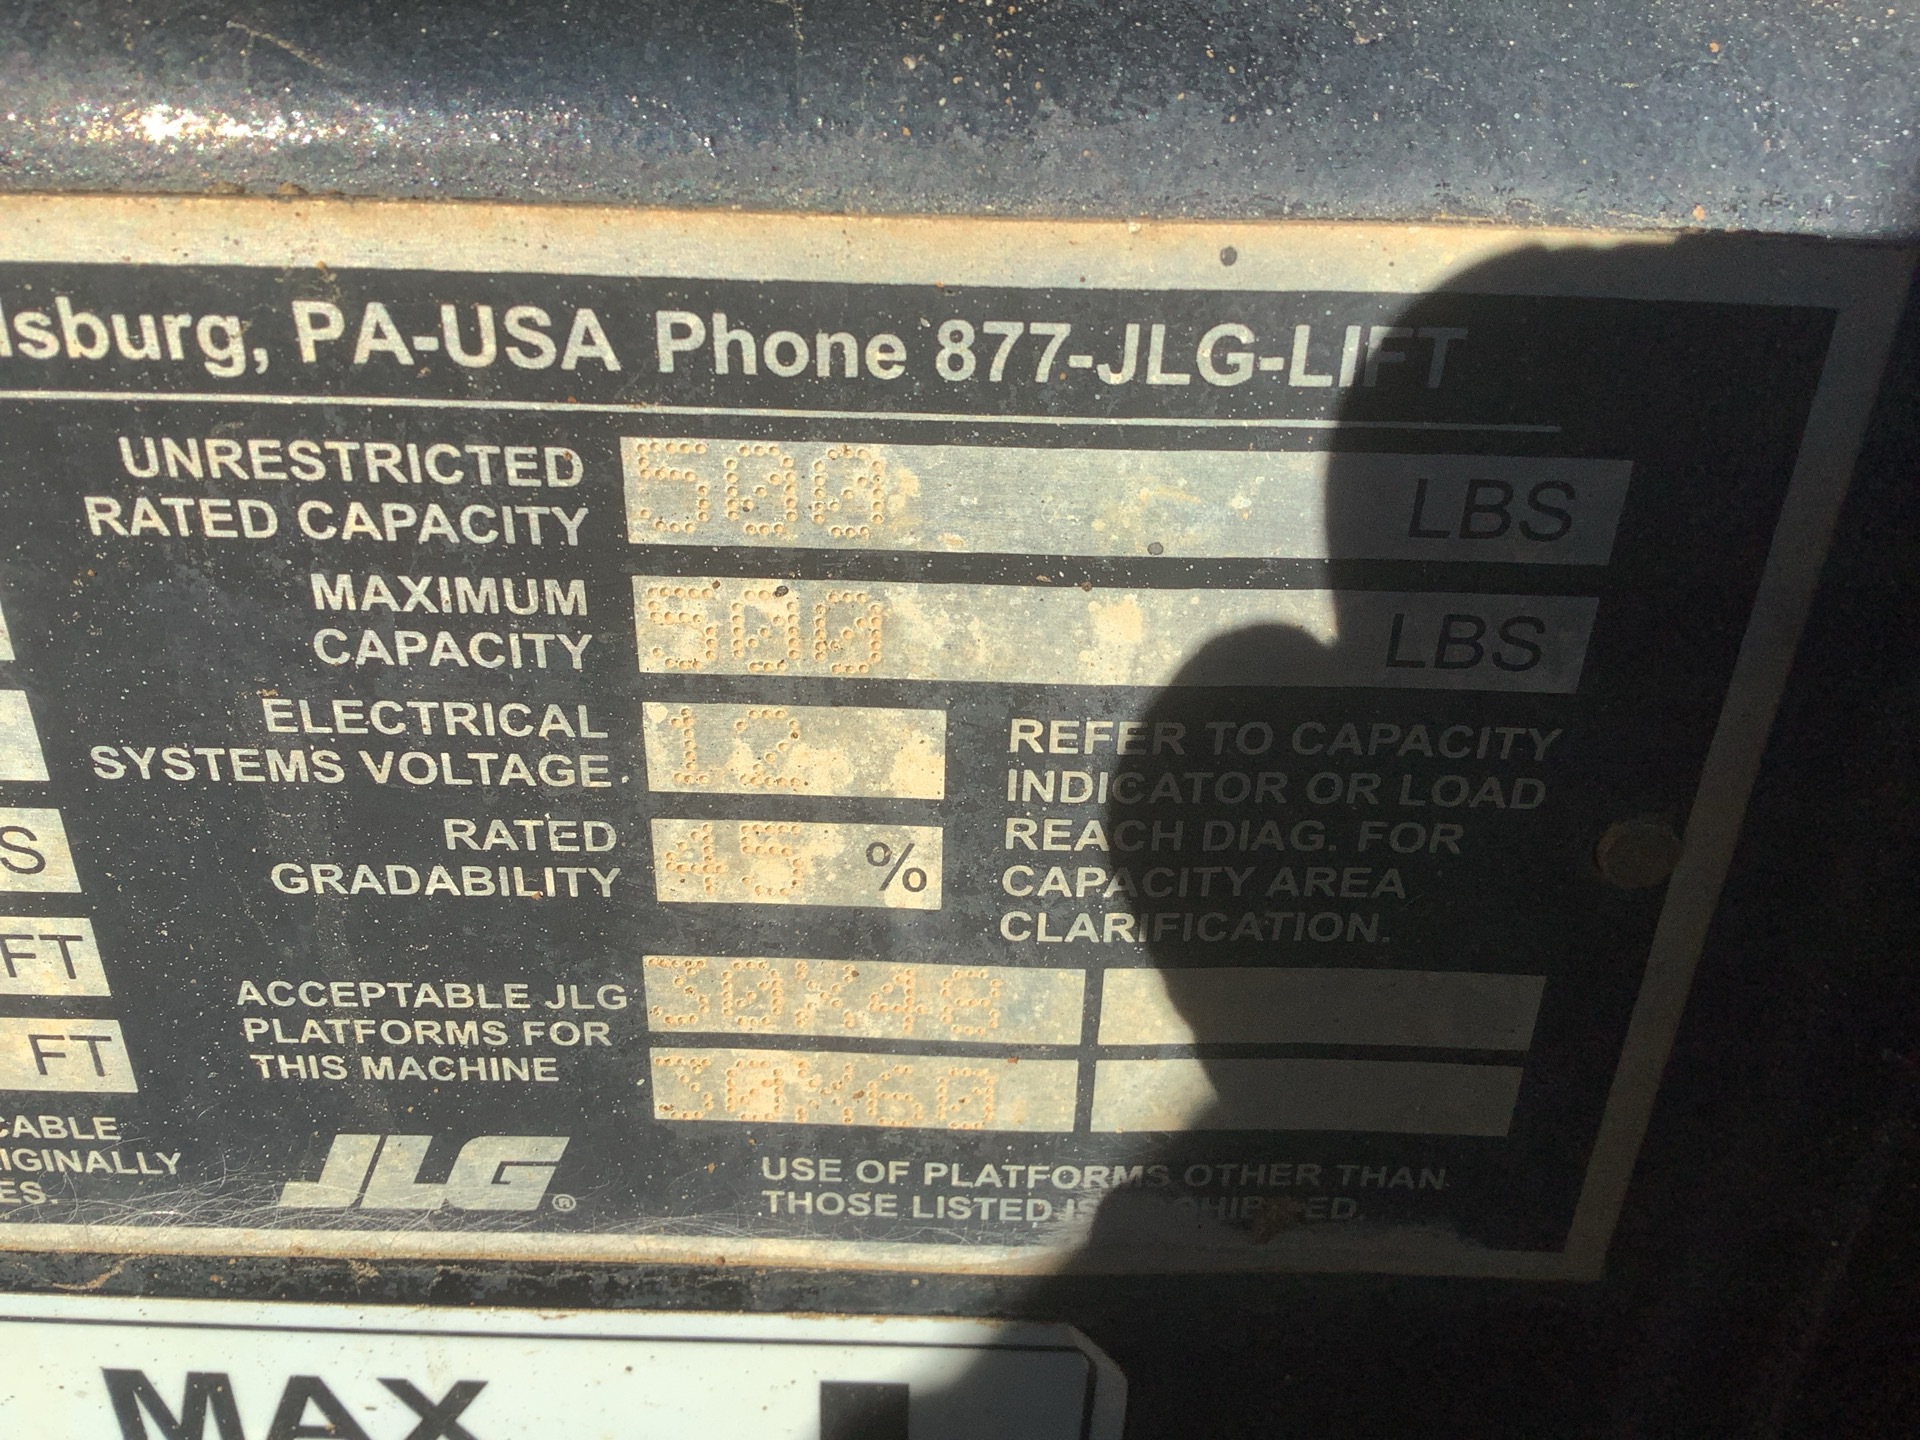 lsburg, PA-USA Phone 877-JLG-LIFT
UNRESTRICTED
RATED CAPACITY 500 LBS
MAXIMUM
CAPACITY 500 LBS
ELECTRICAL
SYSTEMS VOLTAGE 12
RATED
GRADABILITY 45 %
REFER TO CAPACITY
INDICATOR OR LOAD
REACH DIAG. FOR
CAPACITY AREA
CLARIFICATION.
S
FT
FT
ACCEPTABLE JLG
PLATFORMS FOR
THIS MACHINE
30X48
30X60
CABLE
IGINALLY
ES.
JLG®
USE OF PLATFORMS OTHER THAN
THOSE LISTED IS PROHIBITED.
MAX